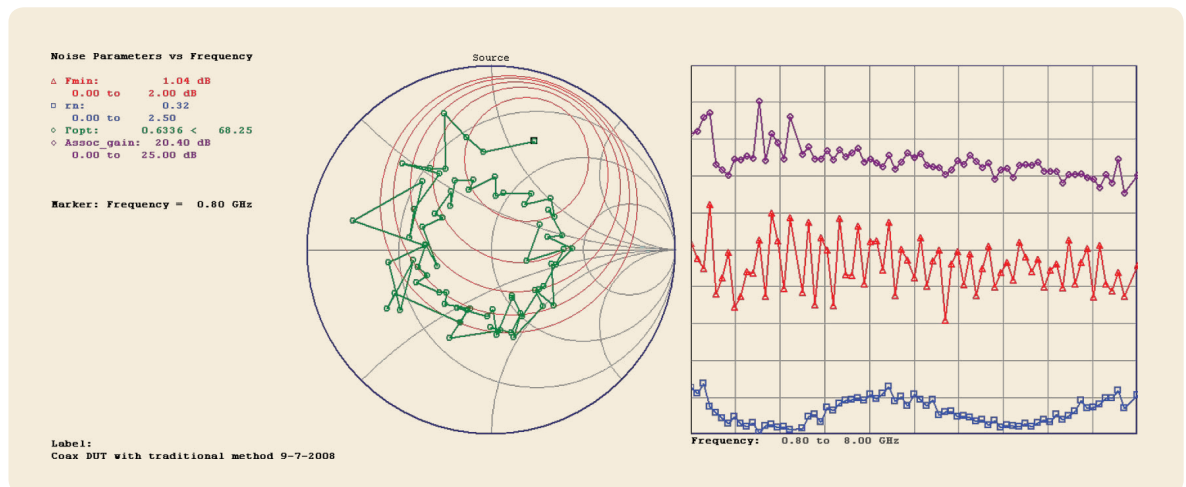 Noise Parameters vs Frequency
Fmin: 1.04 dB
0.00 to 2.00 dB
rn: 0.32
0.00 to 2.50
Γopt: 0.6336 < 68.25
Assoc_gain: 20.40 dB
0.00 to 25.00 dB
Marker: Frequency = 0.80 GHz
Source
Frequency: 0.80 to 8.00 GHz
Label:
Coax DUT with traditional method 9-7-2008